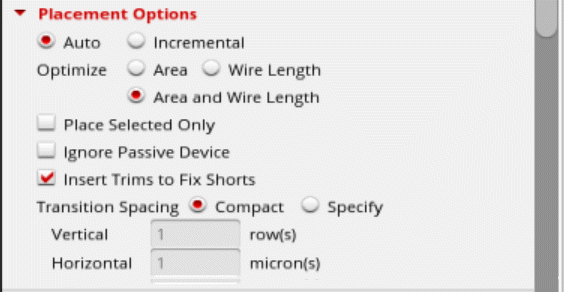 Placement Options
Auto Incremental
Optimize Area Wire Length
Area and Wire Length
Place Selected Only
Ignore Passive Device
Insert Trims to Fix Shorts
Transition Spacing Compact Specify
Vertical 1 row(s)
Horizontal 1 micron(s)